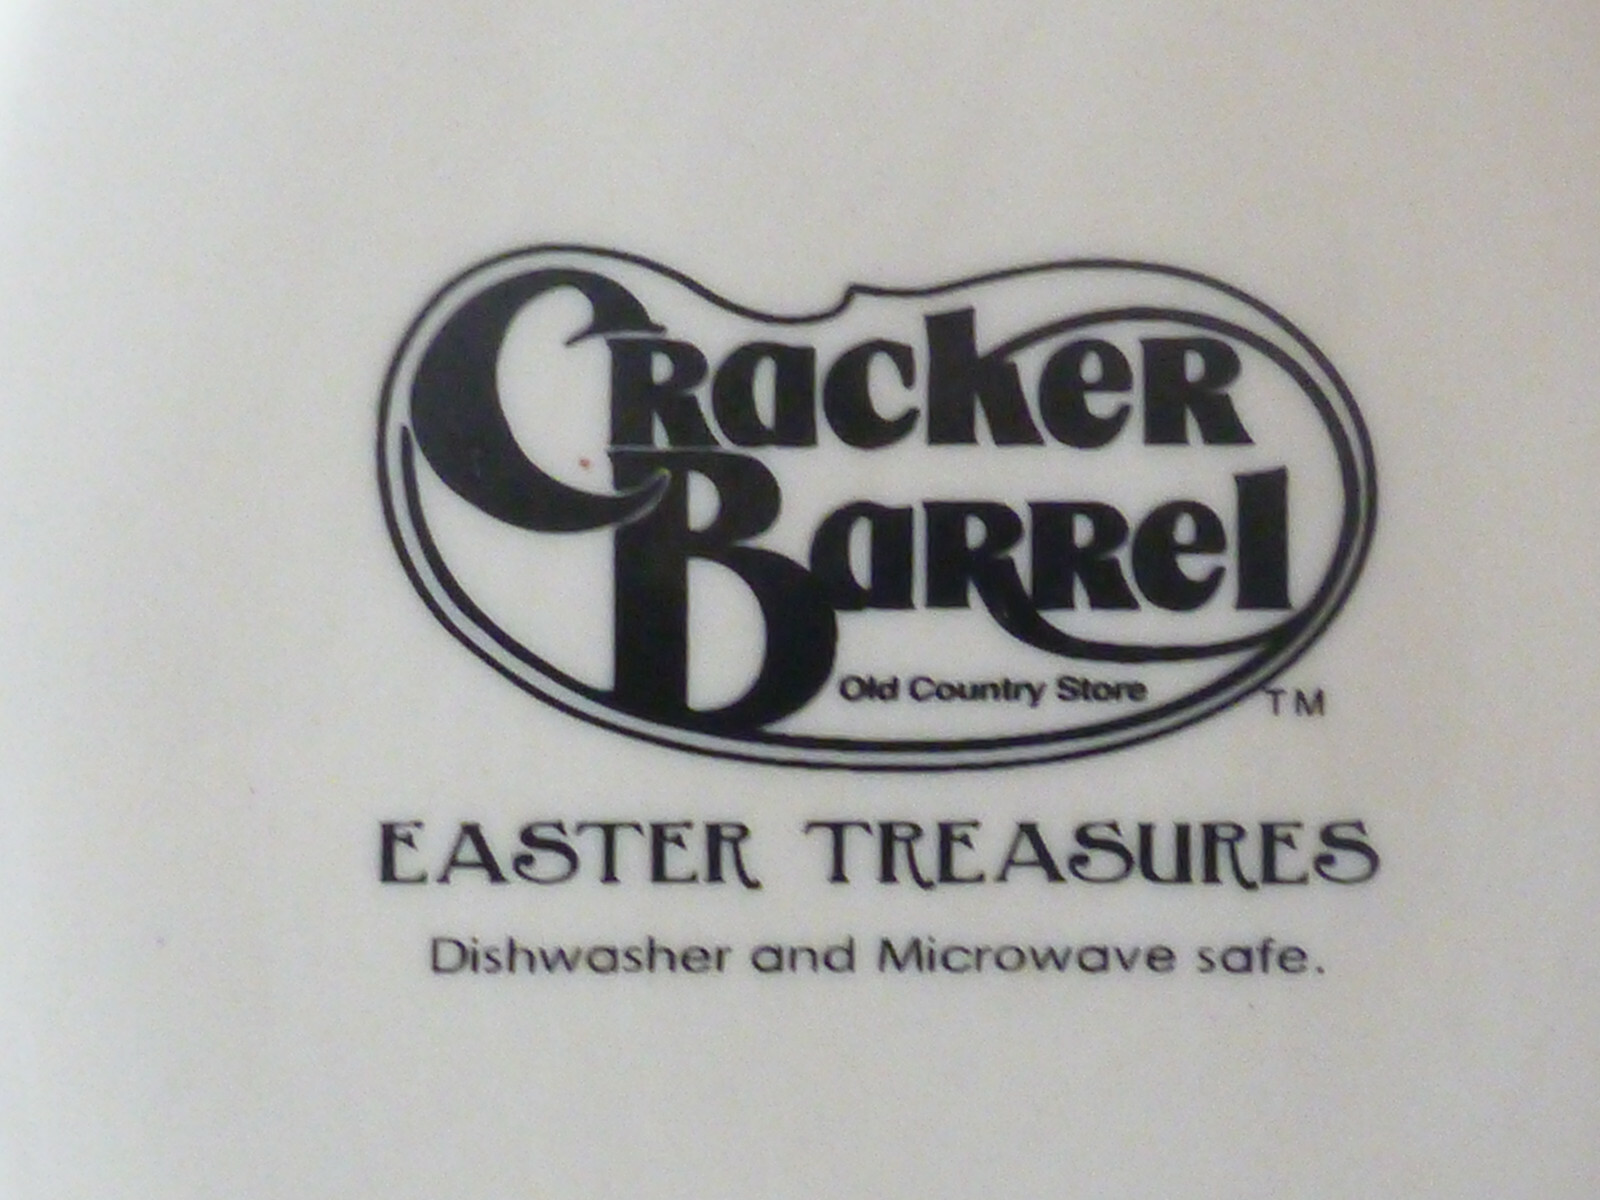 Cracker
Barrel
Old Country Store
TM
EASTER TREASURES
Dishwasher and Microwave safe.